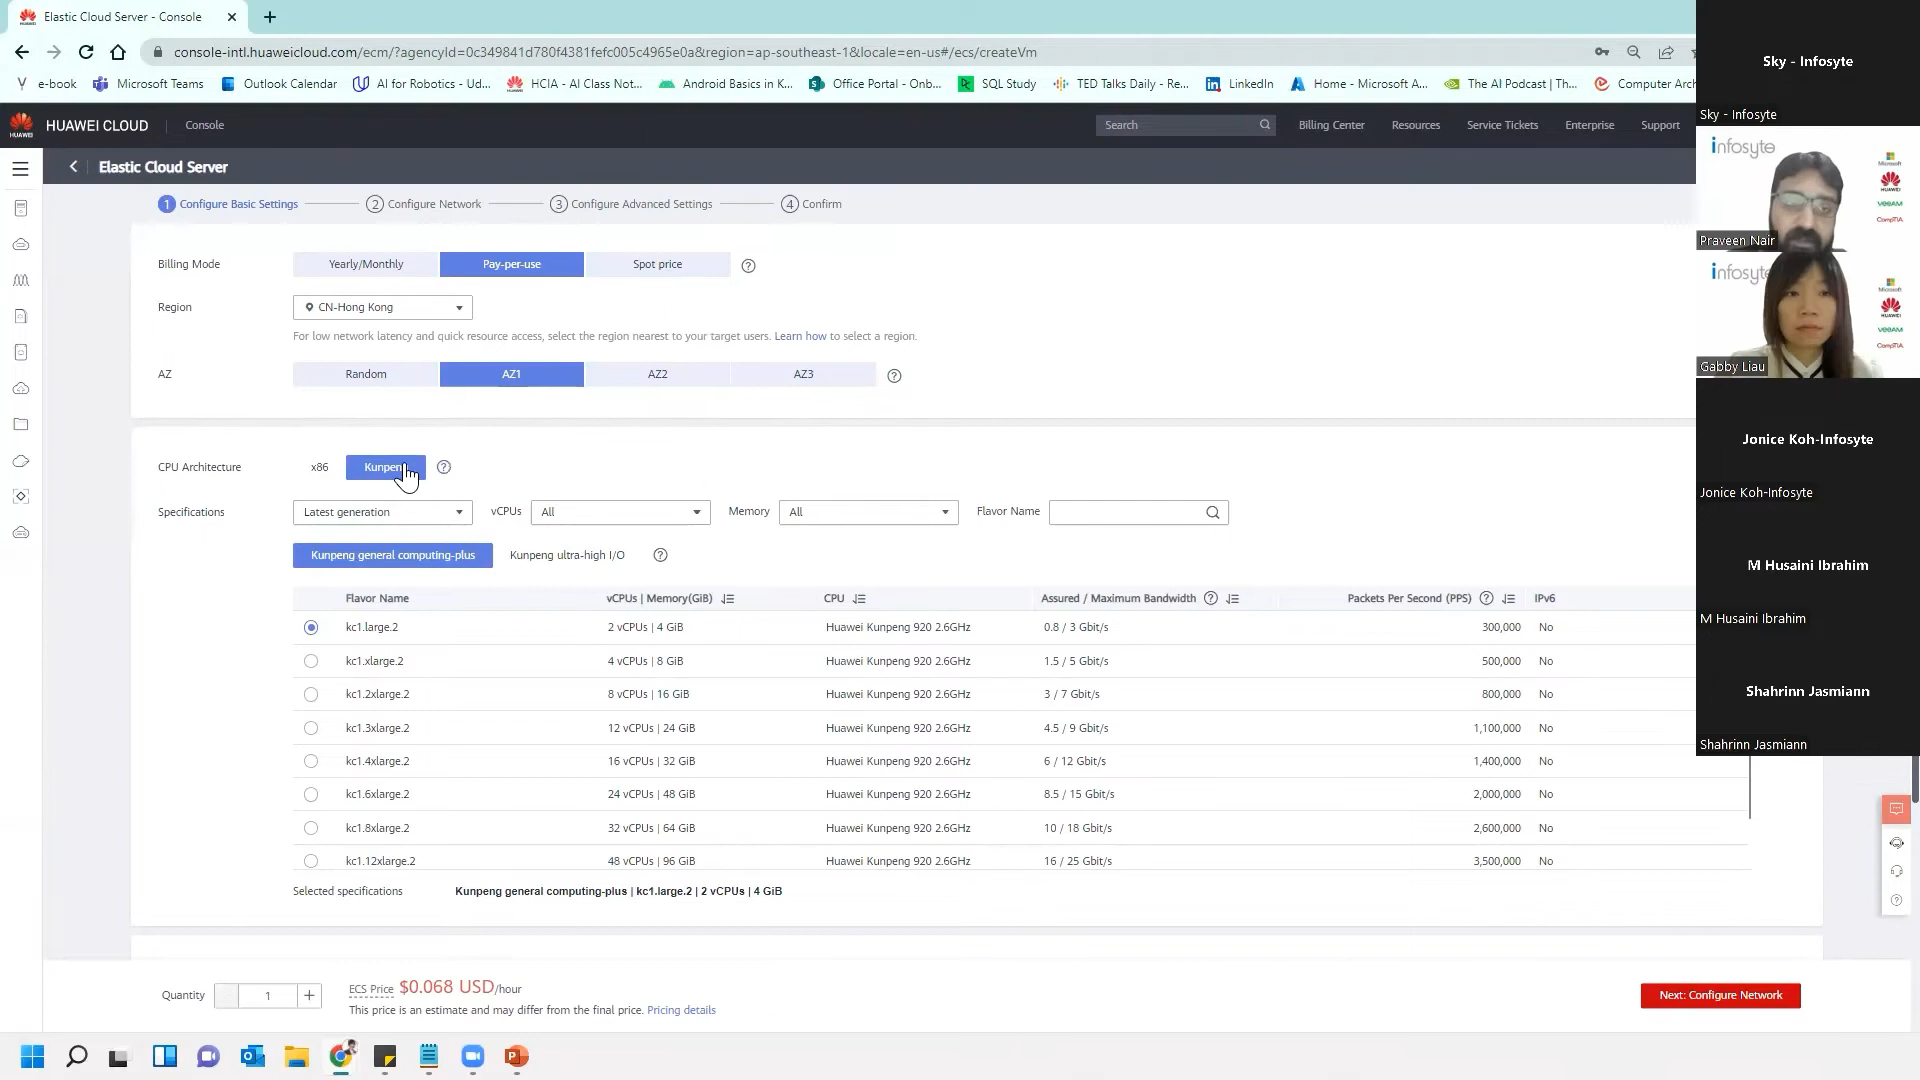 Elastic Cloud Server - Console
console-intl.huaweicloud.com/ecm/?agencyId=0c349841d780f4381fefc005c4965e0a&region=ap-southeast-1&locale=en-us#/ecs/createVm
e-book
Microsoft Teams
Outlook Calendar
AI for Robotics - Ud...
HCIA - AI Class Not...
Android Basics in K...
Office Portal - Onb...
SQL Study
TED Talks Daily - Re...
LinkedIn
Home - Microsoft A...
The AI Podcast | Th...
Computer Arch
HUAWEI
HUAWEI CLOUD
Console
Search
Billing Center
Resources
Service Tickets
Enterprise
Support
Elastic Cloud Server
1 Configure Basic Settings
2 Configure Network
3 Configure Advanced Settings
4 Confirm
Billing Mode
Yearly/Monthly
Pay-per-use
Spot price
Region
CN-Hong Kong
For low network latency and quick resource access, select the region nearest to your target users. Learn how to select a region.
AZ
Random
AZ1
AZ2
AZ3
CPU Architecture
x86
Kunpen
Specifications
Latest generation
vCPUs
All
Memory
All
Flavor Name
Kunpeng general computing-plus
Kunpeng ultra-high I/O
Flavor Name vCPUs | Memory(GiB) CPU Assured / Maximum Bandwidth Packets Per Second (PPS) IPv6
kc1.large.2 2 vCPUs | 4 GiB Huawei Kunpeng 920 2.6GHz 0.8 / 3 Gbit/s 300,000 No
kc1.xlarge.2 4 vCPUs | 8 GiB Huawei Kunpeng 920 2.6GHz 1.5 / 5 Gbit/s 500,000 No
kc1.2xlarge.2 8 vCPUs | 16 GiB Huawei Kunpeng 920 2.6GHz 3 / 7 Gbit/s 800,000 No
kc1.3xlarge.2 12 vCPUs | 24 GiB Huawei Kunpeng 920 2.6GHz 4.5 / 9 Gbit/s 1,100,000 No
kc1.4xlarge.2 16 vCPUs | 32 GiB Huawei Kunpeng 920 2.6GHz 6 / 12 Gbit/s 1,400,000 No
kc1.6xlarge.2 24 vCPUs | 48 GiB Huawei Kunpeng 920 2.6GHz 8.5 / 15 Gbit/s 2,000,000 No
kc1.8xlarge.2 32 vCPUs | 64 GiB Huawei Kunpeng 920 2.6GHz 10 / 18 Gbit/s 2,600,000 No
kc1.12xlarge.2 48 vCPUs | 96 GiB Huawei Kunpeng 920 2.6GHz 16 / 25 Gbit/s 3,500,000 No
Selected specifications
Kunpeng general computing-plus | kc1.large.2 | 2 vCPUs | 4 GiB
Quantity
1
ECS Price $0.068 USD/hour
This price is an estimate and may differ from the final price. Pricing details
Next: Configure Network
Sky - Infosyte
Sky - Infosyte
infosyte
Microsoft
HUAWEI
VEEAM
CompTIA
Praveen Nair
infosyte
Microsoft
HUAWEI
VEEAM
CompTIA
Gabby Liau
Jonice Koh-Infosyte
Jonice Koh-Infosyte
M Husaini Ibrahim
M Husaini Ibrahim
Shahrinn Jasmiann
Shahrinn Jasmiann